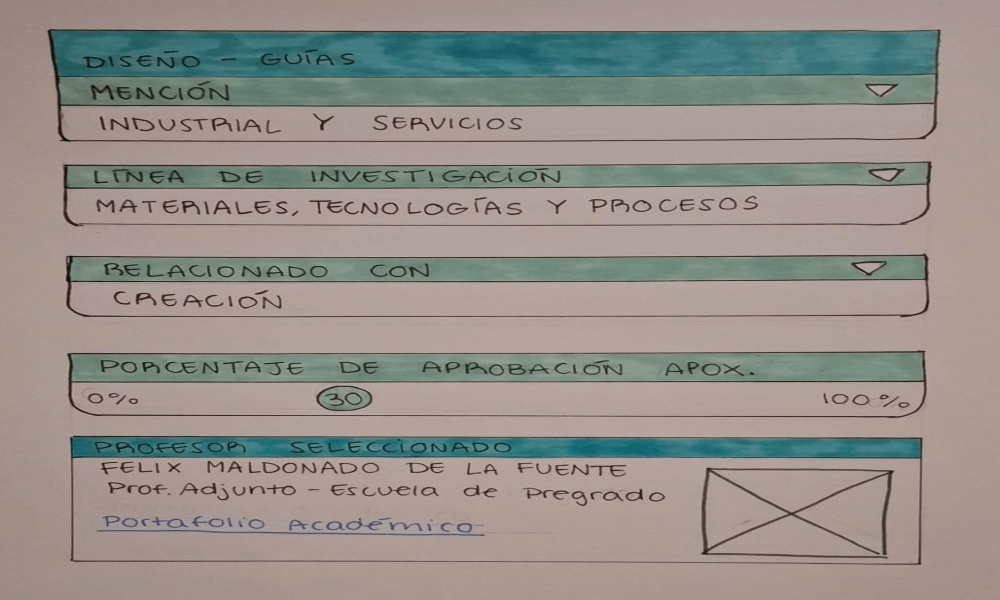 DISEÑO - GUÍAS
MENCIÓN
INDUSTRIAL Y SERVICIOS
LÍNEA DE INVESTIGACIÓN
MATERIALES, TECNOLOGÍAS Y PROCESOS
RELACIONADO CON
CREACIÓN
PORCENTAJE DE APROBACIÓN APOX.
0% 30 100%
PROFESOR SELECCIONADO
FELIX MALDONADO DE LA FUENTE
Prof. Adjunto - Escuela de Pregrado
Portafolio Académico